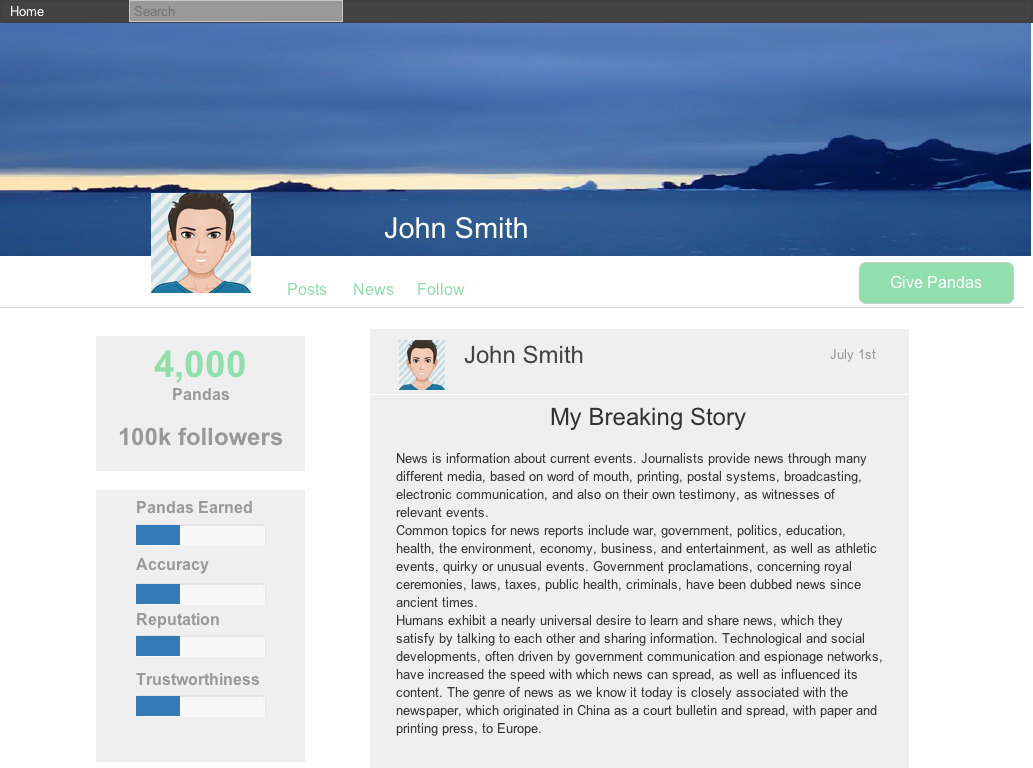 Home
Search
John Smith
Posts News Follow
Give Pandas
4,000
Pandas
100k followers
Pandas Earned
Accuracy
Reputation
Trustworthiness
John Smith
July 1st
My Breaking Story
News is information about current events. Journalists provide news through many
different media, based on word of mouth, printing, postal systems, broadcasting,
electronic communication, and also on their own testimony, as witnesses of
relevant events.
Common topics for news reports include war, government, politics, education,
health, the environment, economy, business, and entertainment, as well as athletic
events, quirky or unusual events. Government proclamations, concerning royal
ceremonies, laws, taxes, public health, criminals, have been dubbed news since
ancient times.
Humans exhibit a nearly universal desire to learn and share news, which they
satisfy by talking to each other and sharing information. Technological and social
developments, often driven by government communication and espionage networks,
have increased the speed with which news can spread, as well as influenced its
content. The genre of news as we know it today is closely associated with the
newspaper, which originated in China as a court bulletin and spread, with paper and
printing press, to Europe.